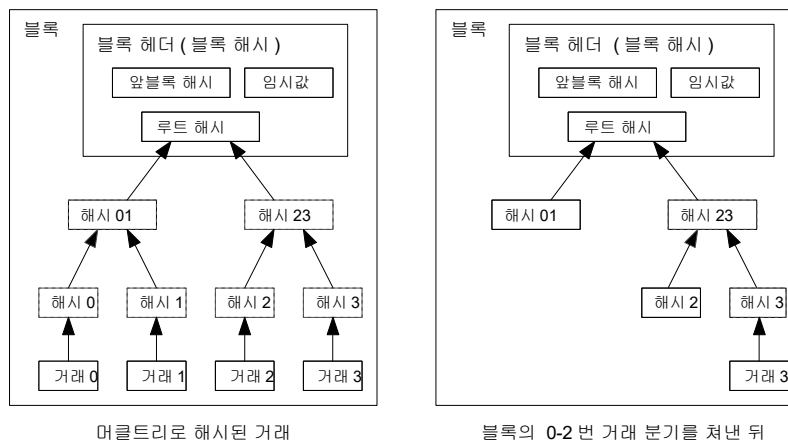 블록
블록 헤더 ( 블록 해시 )
앞블록 해시
임시값
루트 해시
해시 01
해시 23
해시 0
해시 1
해시 2
해시 3
거래 0
거래 1
거래 2
거래 3
머클트리로 해시된 거래
블록
블록 헤더 ( 블록 해시 )
앞블록 해시
임시값
루트 해시
해시 01
해시 23
해시 2
해시 3
거래 3
블록의 0-2 번 거래 분기를 쳐낸 뒤